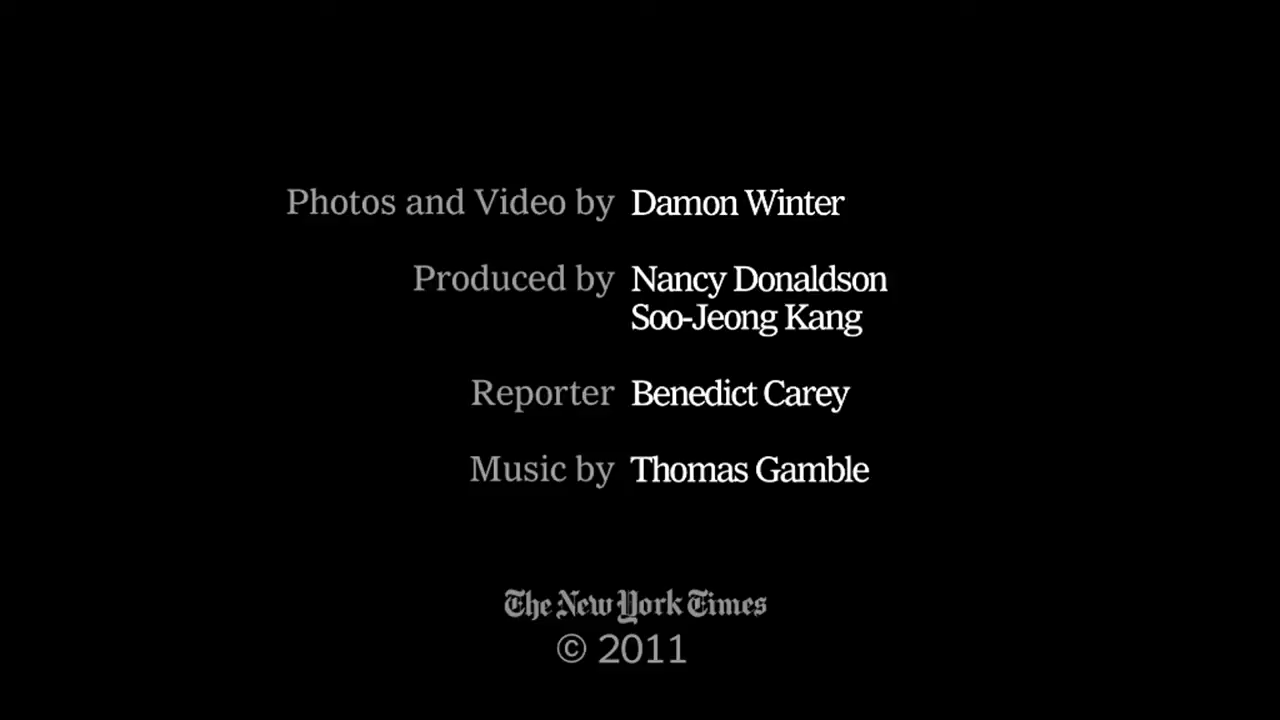 Photos and Video by Damon Winter
Produced by Nancy Donaldson
Soo-Jeong Kang
Reporter Benedict Carey
Music by Thomas Gamble
The New York Times
© 2011